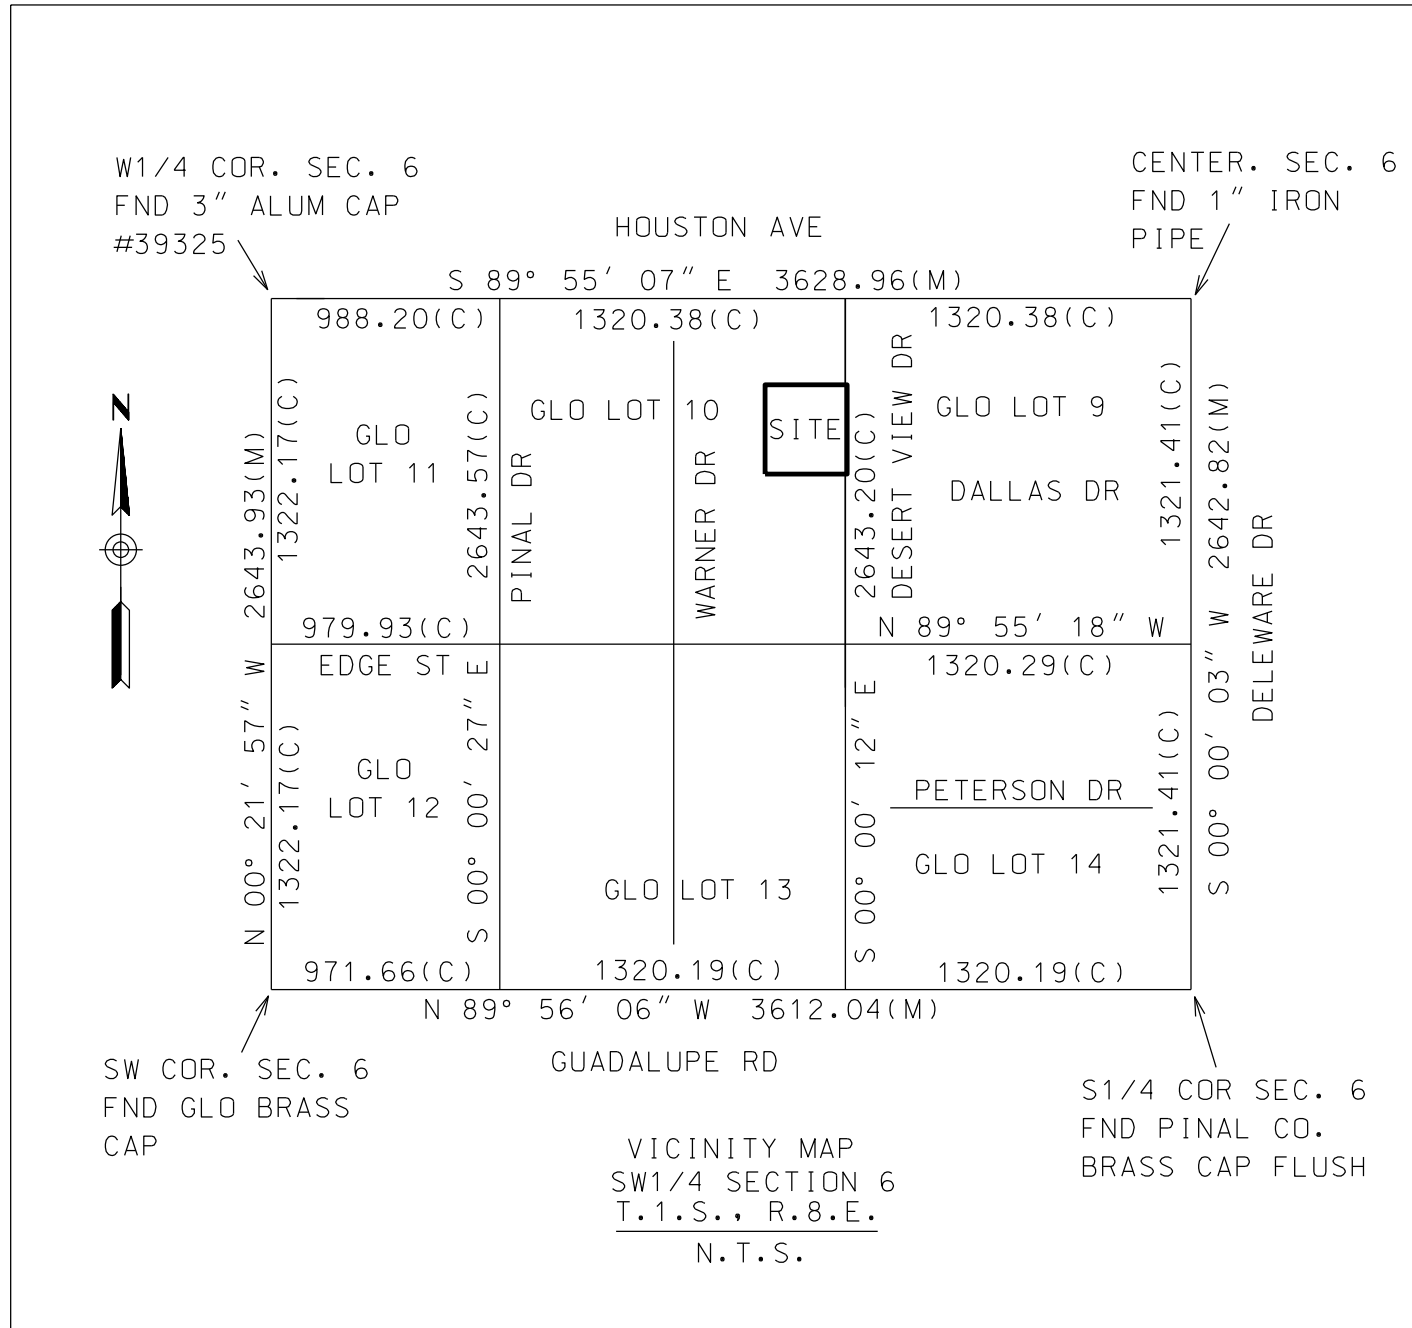 W1/4 COR. SEC. 6
FND 3" ALUM CAP
#39325
CENTER. SEC. 6
FND 1" IRON
PIPE
HOUSTON AVE
S 89° 55' 07" E 3628.96(M)
988.20(C)
1320.38(C)
1320.38(C)
N
2643.93(M)
1322.17(C)
GLO
LOT 11
2643.57(C)
PINAL DR
GLO LOT 10
WARNER DR
SITE
2643.20(C)
DESERT VIEW DR
GLO LOT 9
DALLAS DR
1321.41(C)
2642.82(M)
DELEWARE DR
979.93(C)
N 89° 55' 18" W
EDGE ST
1320.29(C)
N 00° 21' 57" W
1322.17(C)
GLO
LOT 12
S 00° 00' 27" E
GLO LOT 13
S 00° 00' 12" E
PETERSON DR
GLO LOT 14
1321.41(C)
S 00° 00' 03" W
971.66(C)
1320.19(C)
1320.19(C)
N 89° 56' 06" W 3612.04(M)
GUADALUPE RD
SW COR. SEC. 6
FND GLO BRASS
CAP
S1/4 COR SEC. 6
FND PINAL CO.
BRASS CAP FLUSH
VICINITY MAP
SW1/4 SECTION 6
T.1.S., R.8.E.
N.T.S.